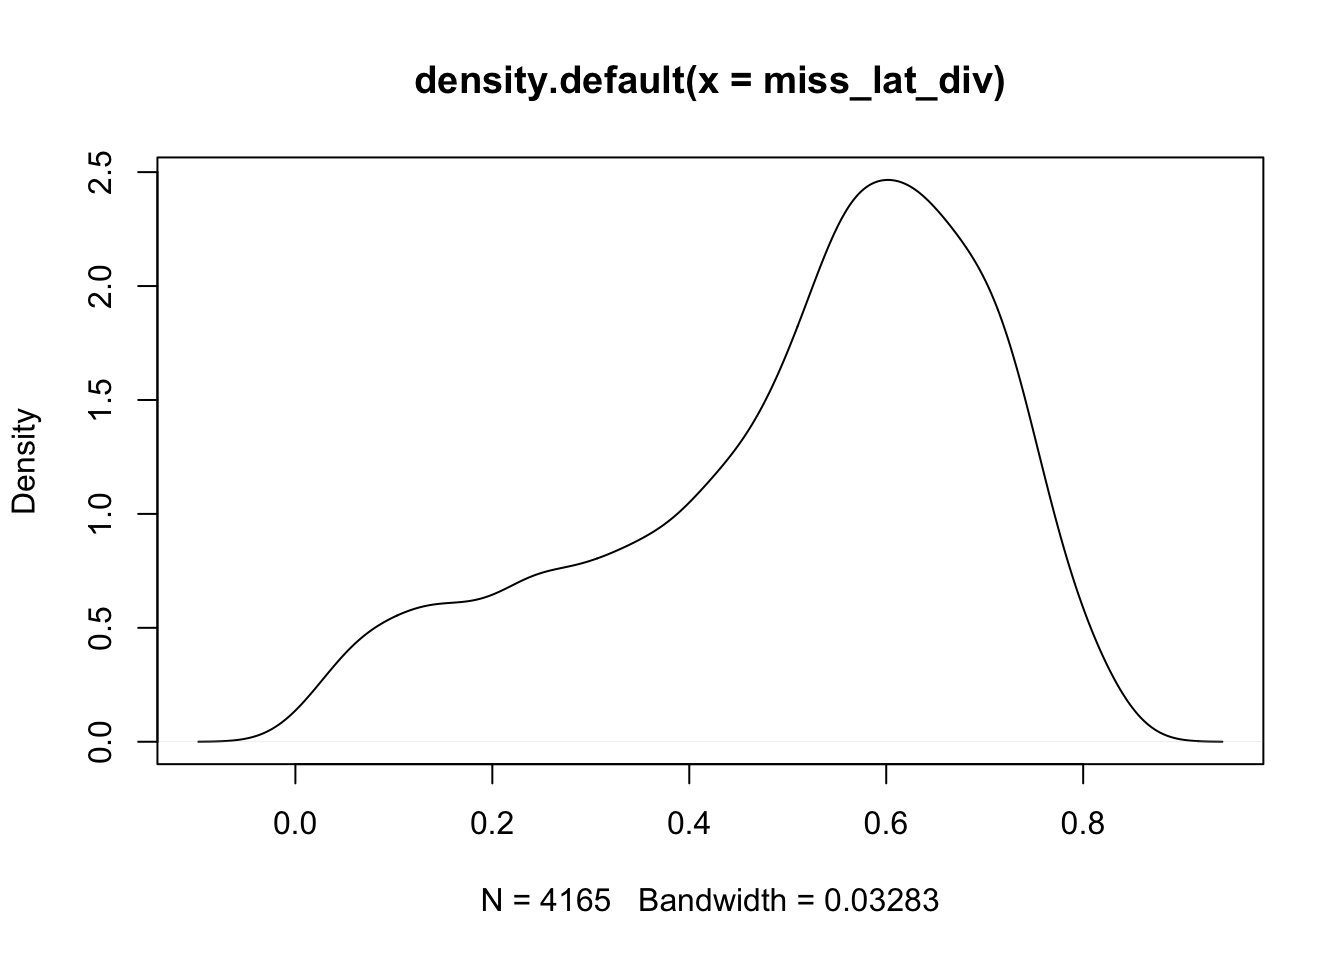 density.default(x = miss_lat_div)
Density
2.5
2.0
1.5
1.0
0.5
0.0
0.0 0.2 0.4 0.6 0.8
N = 4165 Bandwidth = 0.03283